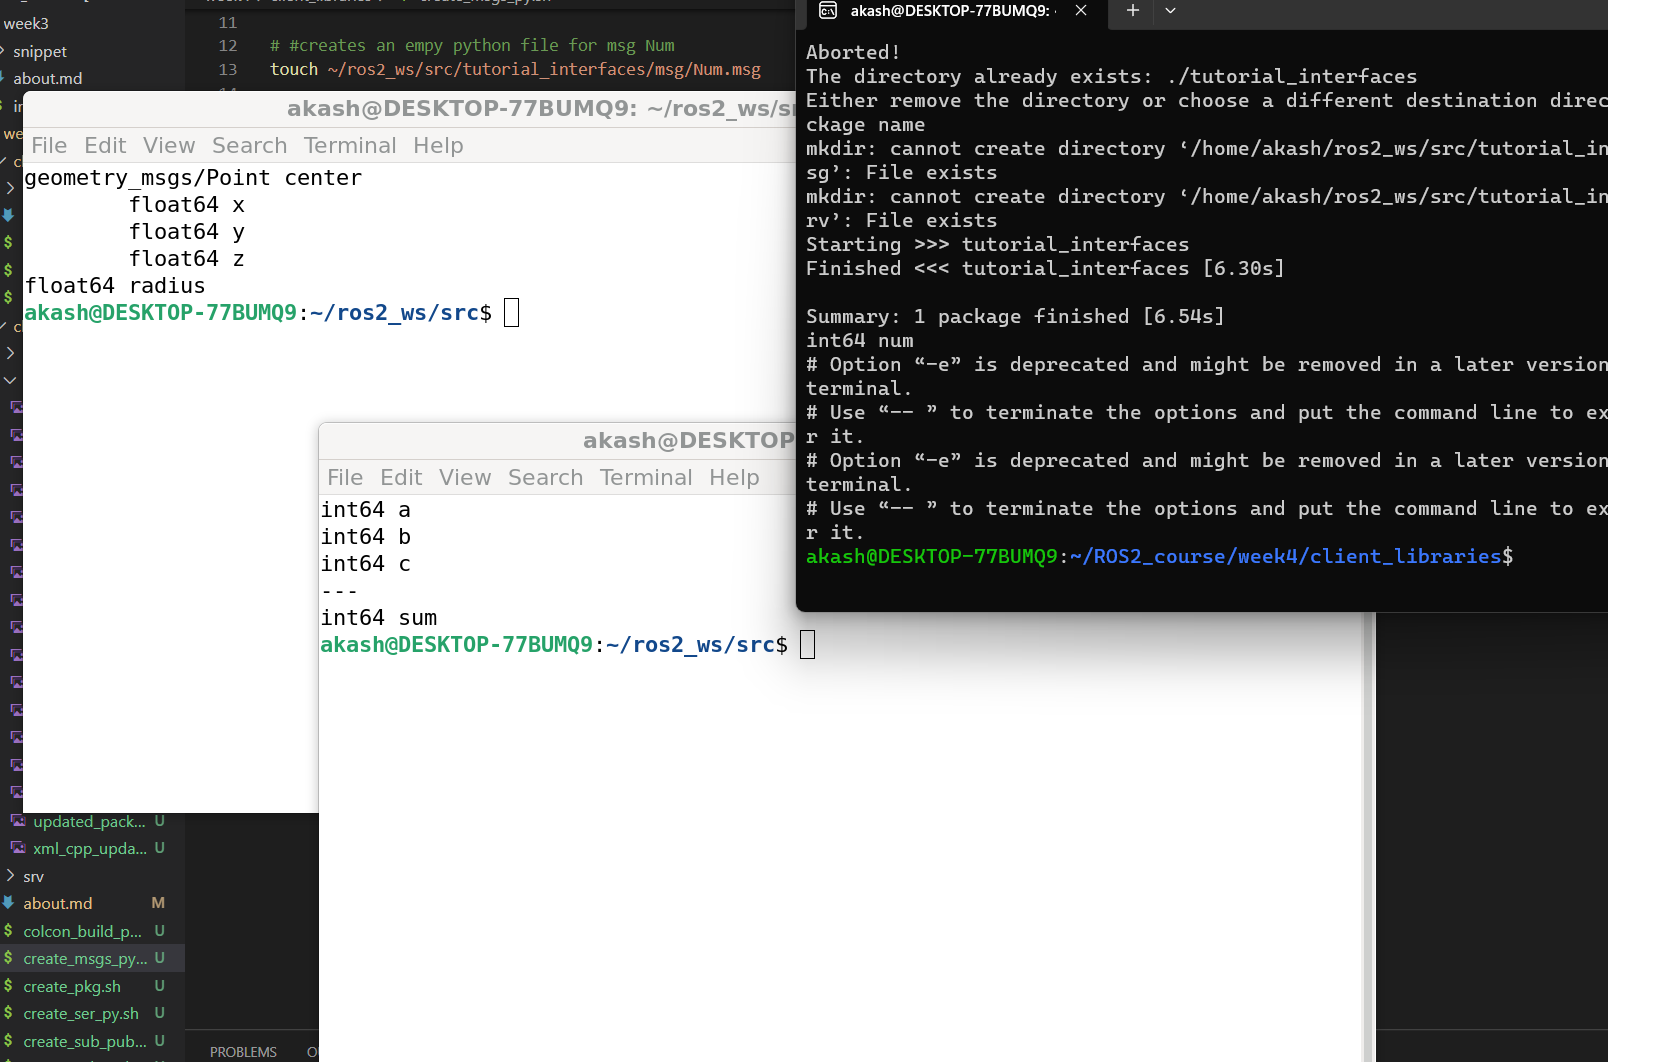 week3
snippet
about.md
11
12 # #creates an empy python file for msg Num
13 touch ~/ros2_ws/src/tutorial_interfaces/msg/Num.msg
akash@DESKTOP-77BUMQ9: ~/ros2_ws/sr
File Edit View Search Terminal Help
geometry_msgs/Point center
float64 x
float64 y
float64 z
float64 radius
akash@DESKTOP-77BUMQ9:~/ros2_ws/src$
akash@DESKTOP
File Edit View Search Terminal Help
int64 a
int64 b
int64 c
---
int64 sum
akash@DESKTOP-77BUMQ9:~/ros2_ws/src$
akash@DESKTOP-77BUMQ9: 
Aborted!
The directory already exists: ./tutorial_interfaces
Either remove the directory or choose a different destination direc
ckage name
mkdir: cannot create directory ‘/home/akash/ros2_ws/src/tutorial_in
sg’: File exists
mkdir: cannot create directory ‘/home/akash/ros2_ws/src/tutorial_in
rv’: File exists
Starting >>> tutorial_interfaces
Finished <<< tutorial_interfaces [6.30s]
Summary: 1 package finished [6.54s]
int64 num
# Option “-e” is deprecated and might be removed in a later version
terminal.
# Use “-- ” to terminate the options and put the command line to ex
r it.
# Option “-e” is deprecated and might be removed in a later version
terminal.
# Use “-- ” to terminate the options and put the command line to ex
r it.
akash@DESKTOP-77BUMQ9:~/ROS2_course/week4/client_libraries$
updated_pack... U
xml_cpp_upda... U
srv
about.md M
colcon_build_p... U
create_msgs_py... U
create_pkg.sh U
create_ser_py.sh U
create_sub_pub... U
PROBLEMS